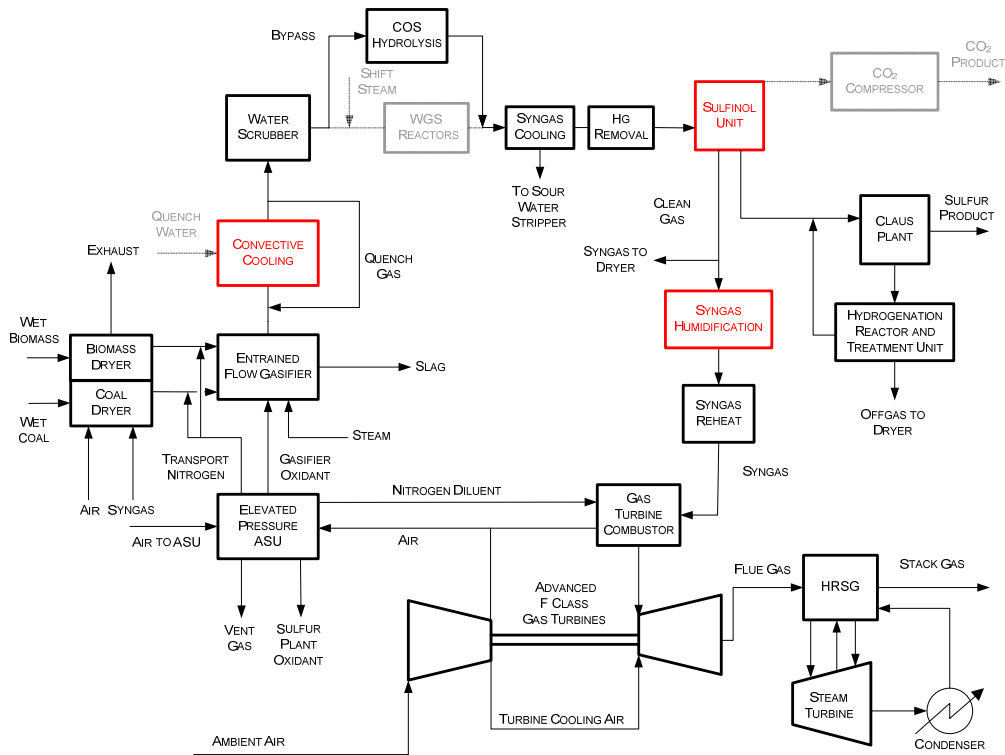 COS
HYDROLYSIS
BYPASS
SHIFT
STEAM
CO2
COMPRESSOR
CO2
PRODUCT
WATER
SCRUBBER
WGS
REACTORS
SYNGAS
COOLING
HG
REMOVAL
SULFINOL
UNIT
TO SOUR
WATER
STRIPPER
CLEAN
GAS
CLAUS
PLANT
SULFUR
PRODUCT
QUENCH
WATER
CONVECTIVE
COOLING
QUENCH
GAS
EXHAUST
SYNGAS TO
DRYER
SYNGAS
HUMIDIFICATION
HYDROGENATION
REACTOR AND
TREATMENT UNIT
WET
BIOMASS
BIOMASS
DRYER
ENTRAINED
FLOW GASIFIER
SLAG
COAL
DRYER
WET
COAL
SYNGAS
REHEAT
OFFGAS TO
DRYER
STEAM
TRANSPORT
NITROGEN
GASIFIER
OXIDANT
SYNGAS
AIR
SYNGAS
NITROGEN DILUENT
GAS
TURBINE
COMBUSTOR
ELEVATED
PRESSURE
ASU
AIR TO ASU
AIR
ADVANCED
F CLASS
GAS TURBINES
FLUE GAS
HRSG
STACK GAS
VENT
GAS
SULFUR
PLANT
OXIDANT
STEAM
TURBINE
TURBINE COOLING AIR
AMBIENT AIR
CONDENSER